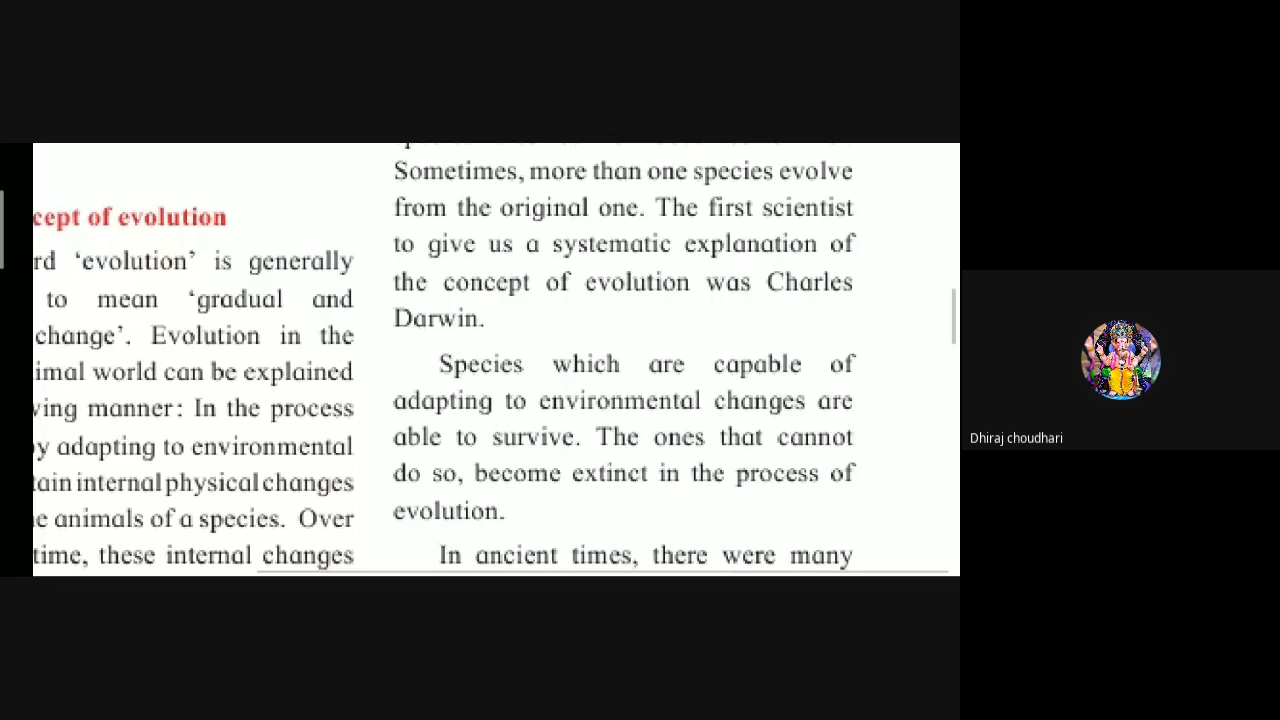 cept of evolution
rd ‘evolution’ is generally
to mean ‘gradual and
change’. Evolution in the
imal world can be explained
ving manner: In the process
y adapting to environmental
tain internal physical changes
e animals of a species. Over
time, these internal changes
Sometimes, more than one species evolve
from the original one. The first scientist
to give us a systematic explanation of
the concept of evolution was Charles
Darwin.
Species which are capable of
adapting to environmental changes are
able to survive. The ones that cannot
do so, become extinct in the process of
evolution.
In ancient times, there were many
Dhiraj choudhari